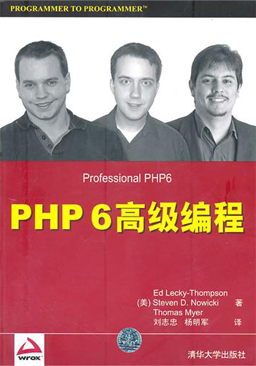 PROGRAMMER TO PROGRAMMER™
Professional PHP6
PHP 6高级编程
Ed Lecky-Thompson
(美) Steven D. Nowicki 著
Thomas Myer
刘志忠 杨明军 译
wrox
清华大学出版社